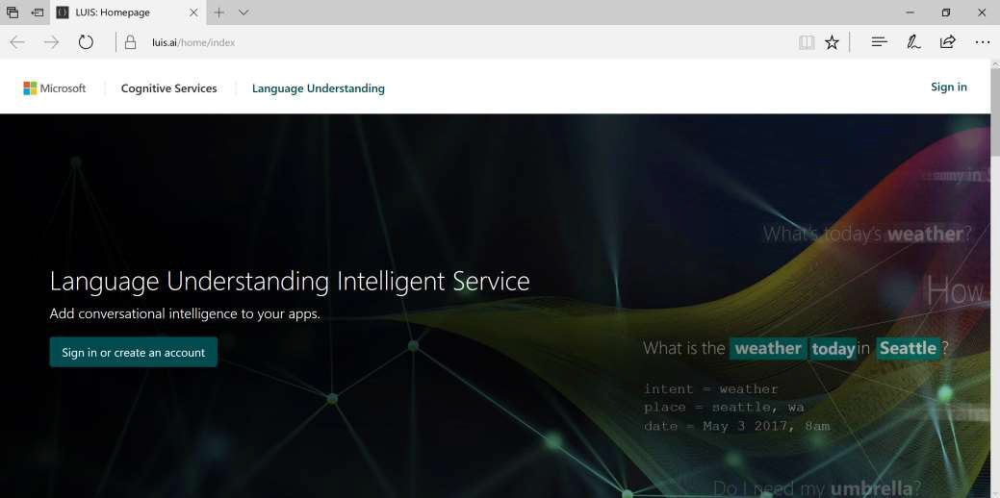 LUIS: Homepage
luis.ai/home/index
Microsoft
Cognitive Services
Language Understanding
Sign in
What's today's weather?
How
Language Understanding Intelligent Service
Add conversational intelligence to your apps.
Sign in or create an account
What is the weather today in Seattle ?
intent = weather
place = seattle, wa
date = May 3 2017, 8am
Do I need my umbrella?